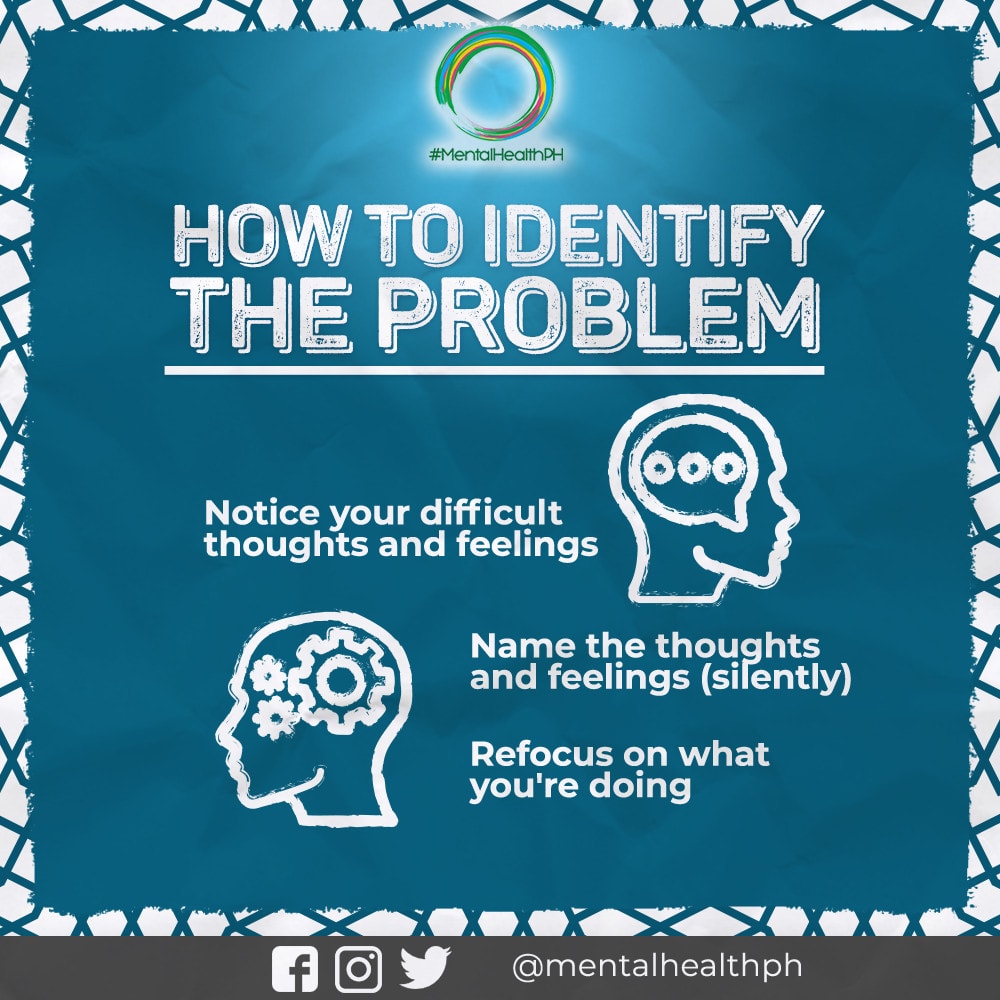 #MentalHealthPH
HOW TO IDENTIFY
THE PROBLEM
Notice your difficult
thoughts and feelings
Name the thoughts
and feelings (silently)
Refocus on what
you're doing
@mentalhealthph